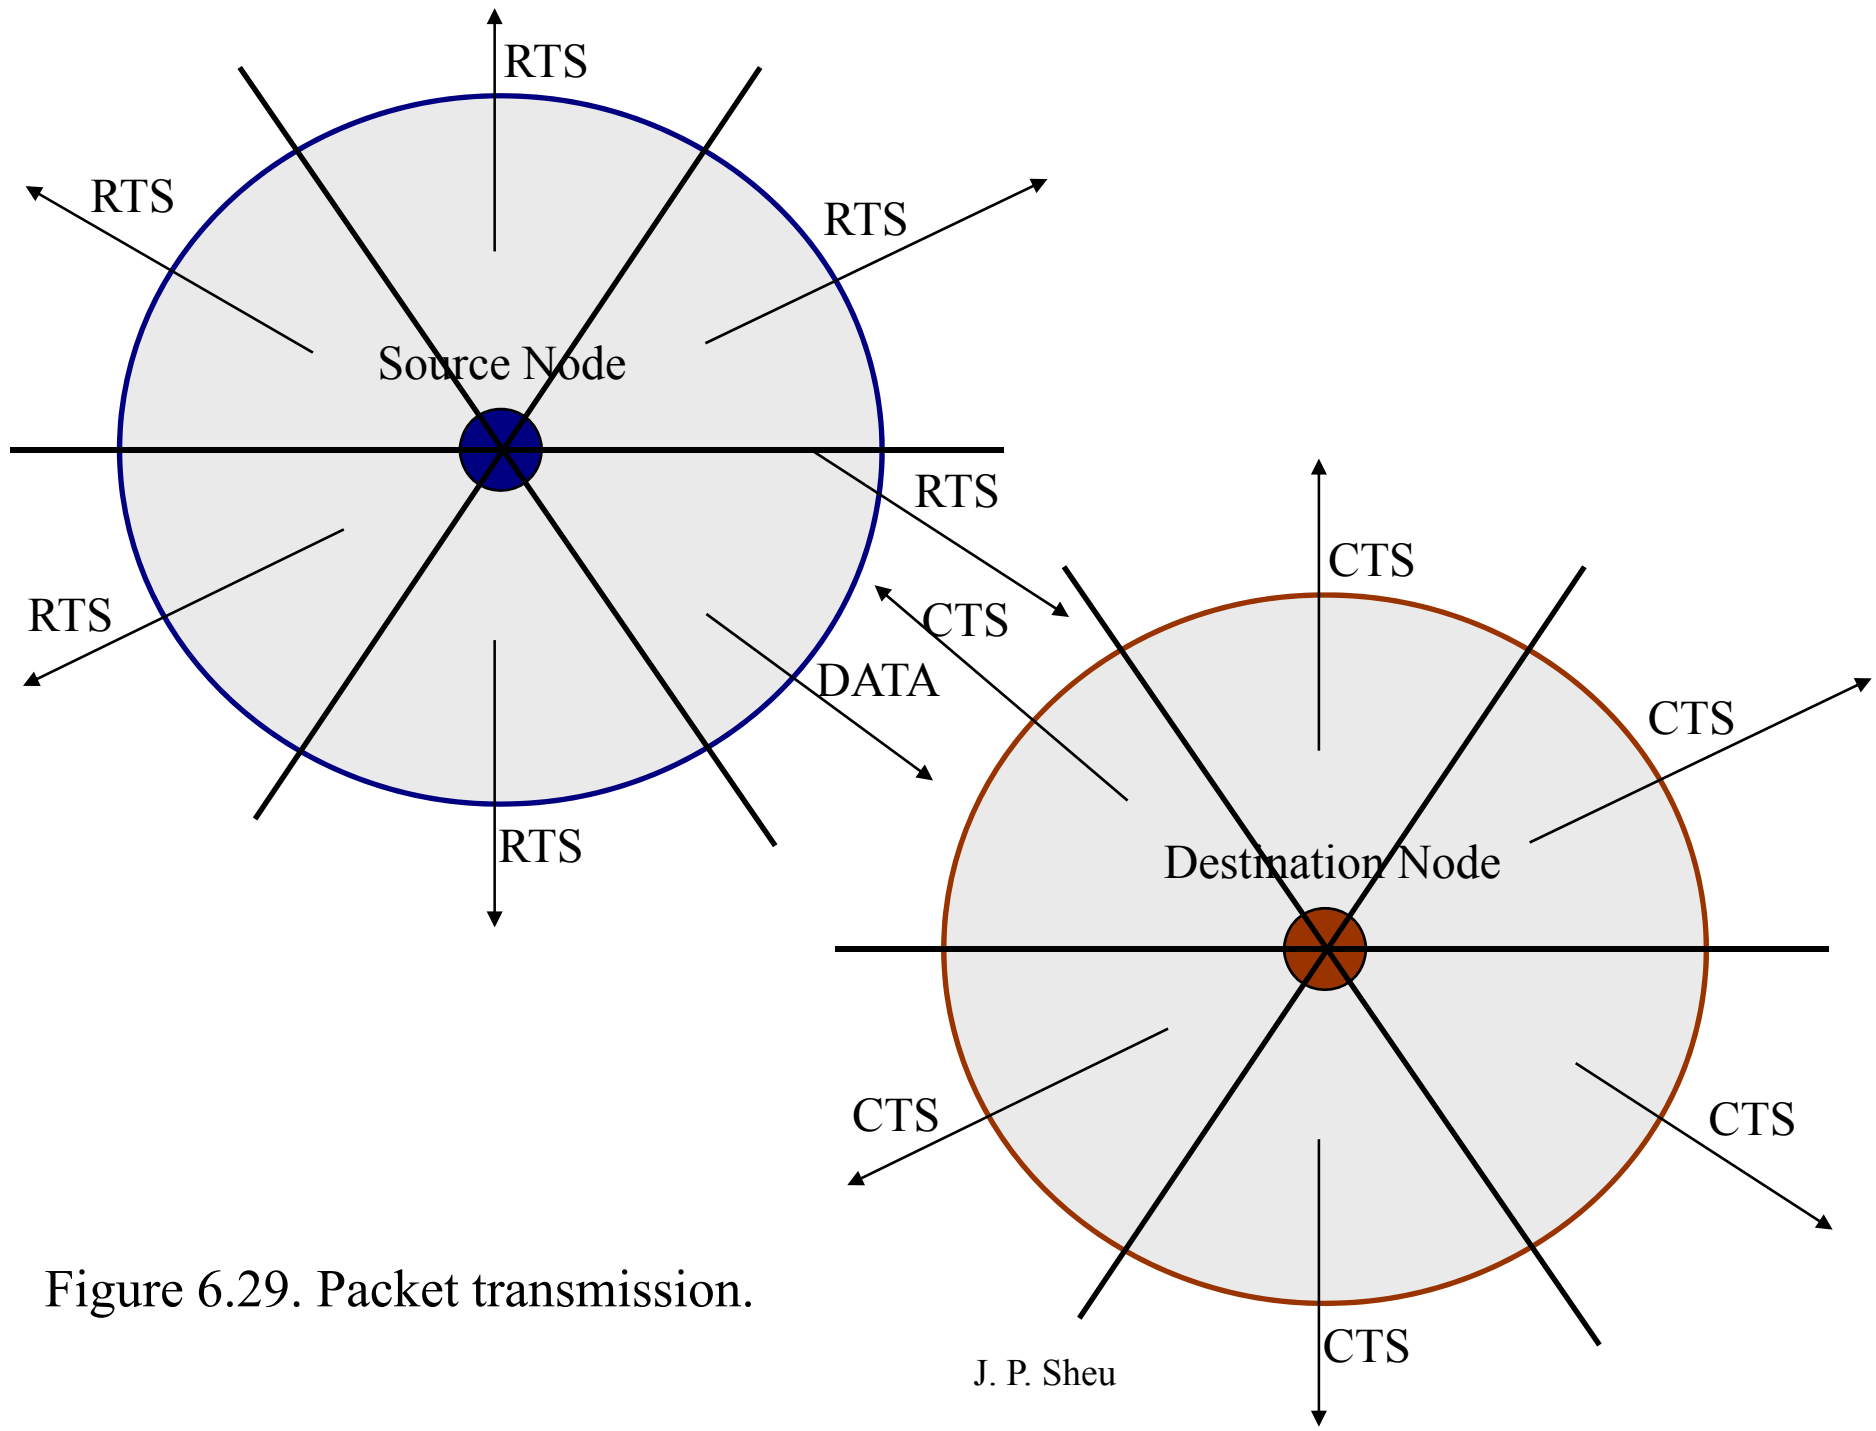 RTS
RTS
RTS
Source Node
RTS
CTS
RTS
CTS
DATA
CTS
RTS
Destination Node
CTS
CTS
Figure 6.29. Packet transmission.
CTS
J. P. Sheu